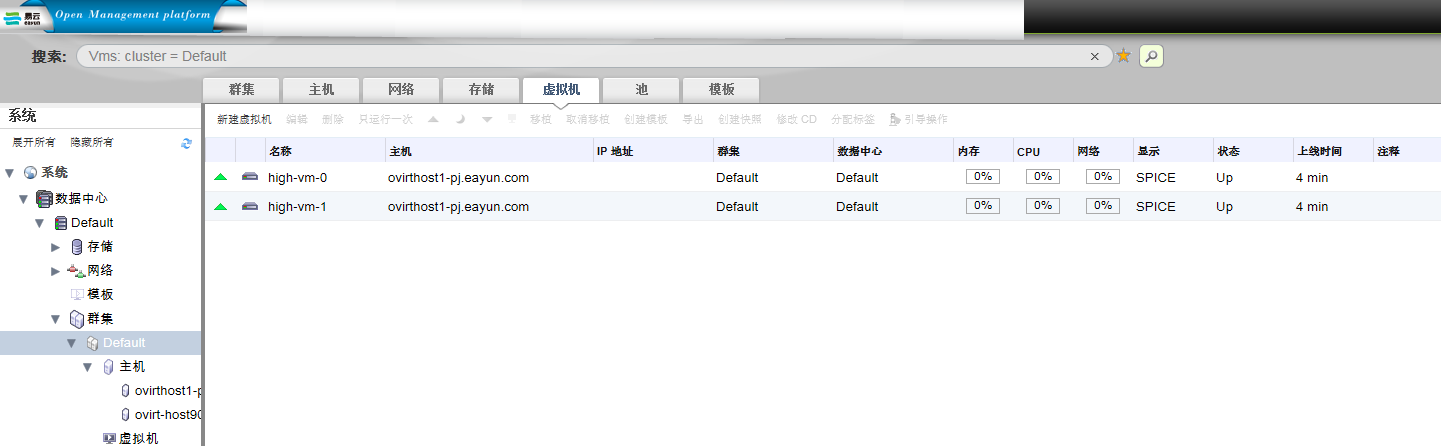 易云
eayun
Open Management platform
搜索:
Vms: cluster = Default
群集 主机 网络 存储 虚拟机 池 模板
系统
新建虚拟机 编辑 删除 只运行一次 移植 取消移植 创建模板 导出 创建快照 修改 CD 分配标签 引导操作
展开所有 隐藏所有
名称 主机 IP 地址 群集 数据中心 内存 CPU 网络 显示 状态 上线时间 注释
high-vm-0 ovirthost1-pj.eayun.com Default Default 0% 0% 0% SPICE Up 4 min
high-vm-1 ovirthost1-pj.eayun.com Default Default 0% 0% 0% SPICE Up 4 min
系统
数据中心
Default
存储
网络
模板
群集
Default
主机
ovirthost1-p
ovirt-host90
虚拟机